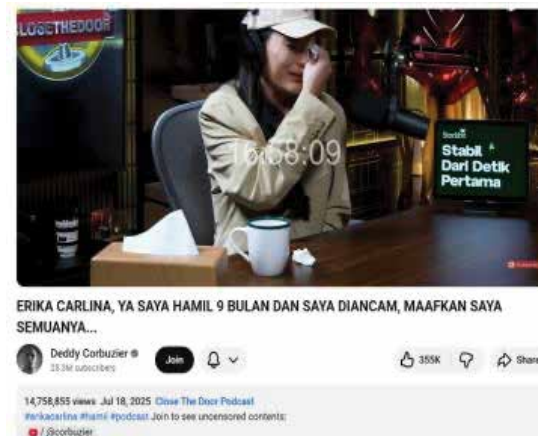 CLOSETHEDOOR
16:58:09
Stabil
Dari Detik
Pertama
ERIKA CARLINA, YA SAYA HAMIL 9 BULAN DAN SAYA DIANCAM, MAAFKAN SAYA
SEMUANYA...
Deddy Corbuzier
subscribers
Join
355K
Share
14,758,855 views Jul 18, 2025 Close The Door Podcast
#erikacarlina #hamil #podcast Join to see uncensored contents:
/ @corbuzier